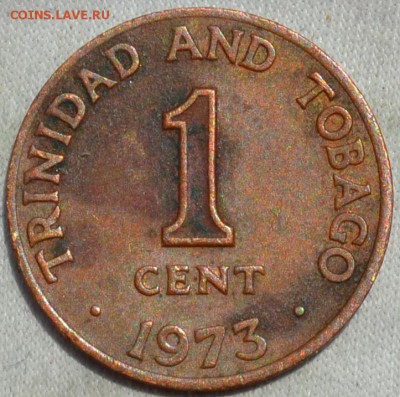 COINS.LAVE.RU
TRINIDAD AND TOBAGO
1
CENT
· 1973 ·